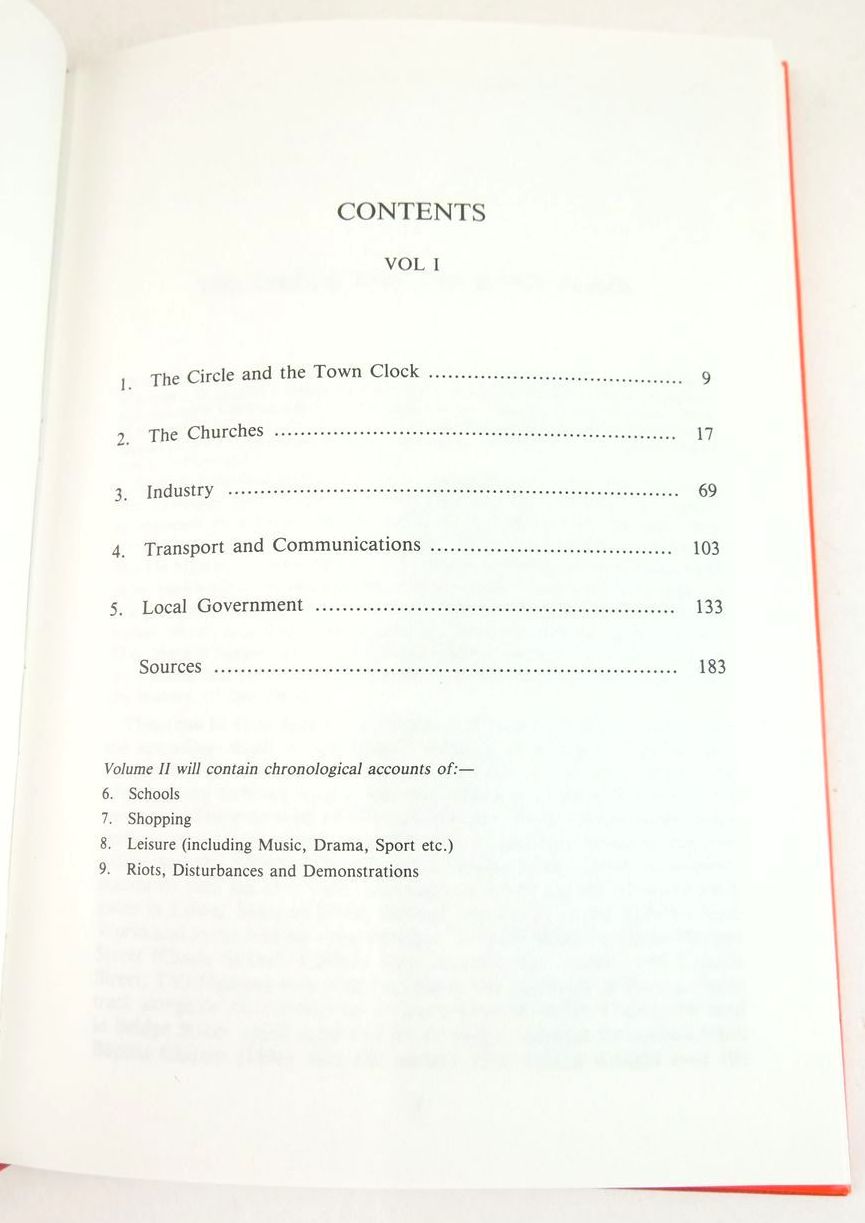 CONTENTS
VOL I
1. The Circle and the Town Clock ........................................ 9
2. The Churches ............................................................... 17
3. Industry ...................................................................... 69
4. Transport and Communications ..................................... 103
5. Local Government ...................................................... 133
Sources ...................................................................... 183
Volume II will contain chronological accounts of:—
6. Schools
7. Shopping
8. Leisure (including Music, Drama, Sport etc.)
9. Riots, Disturbances and Demonstrations